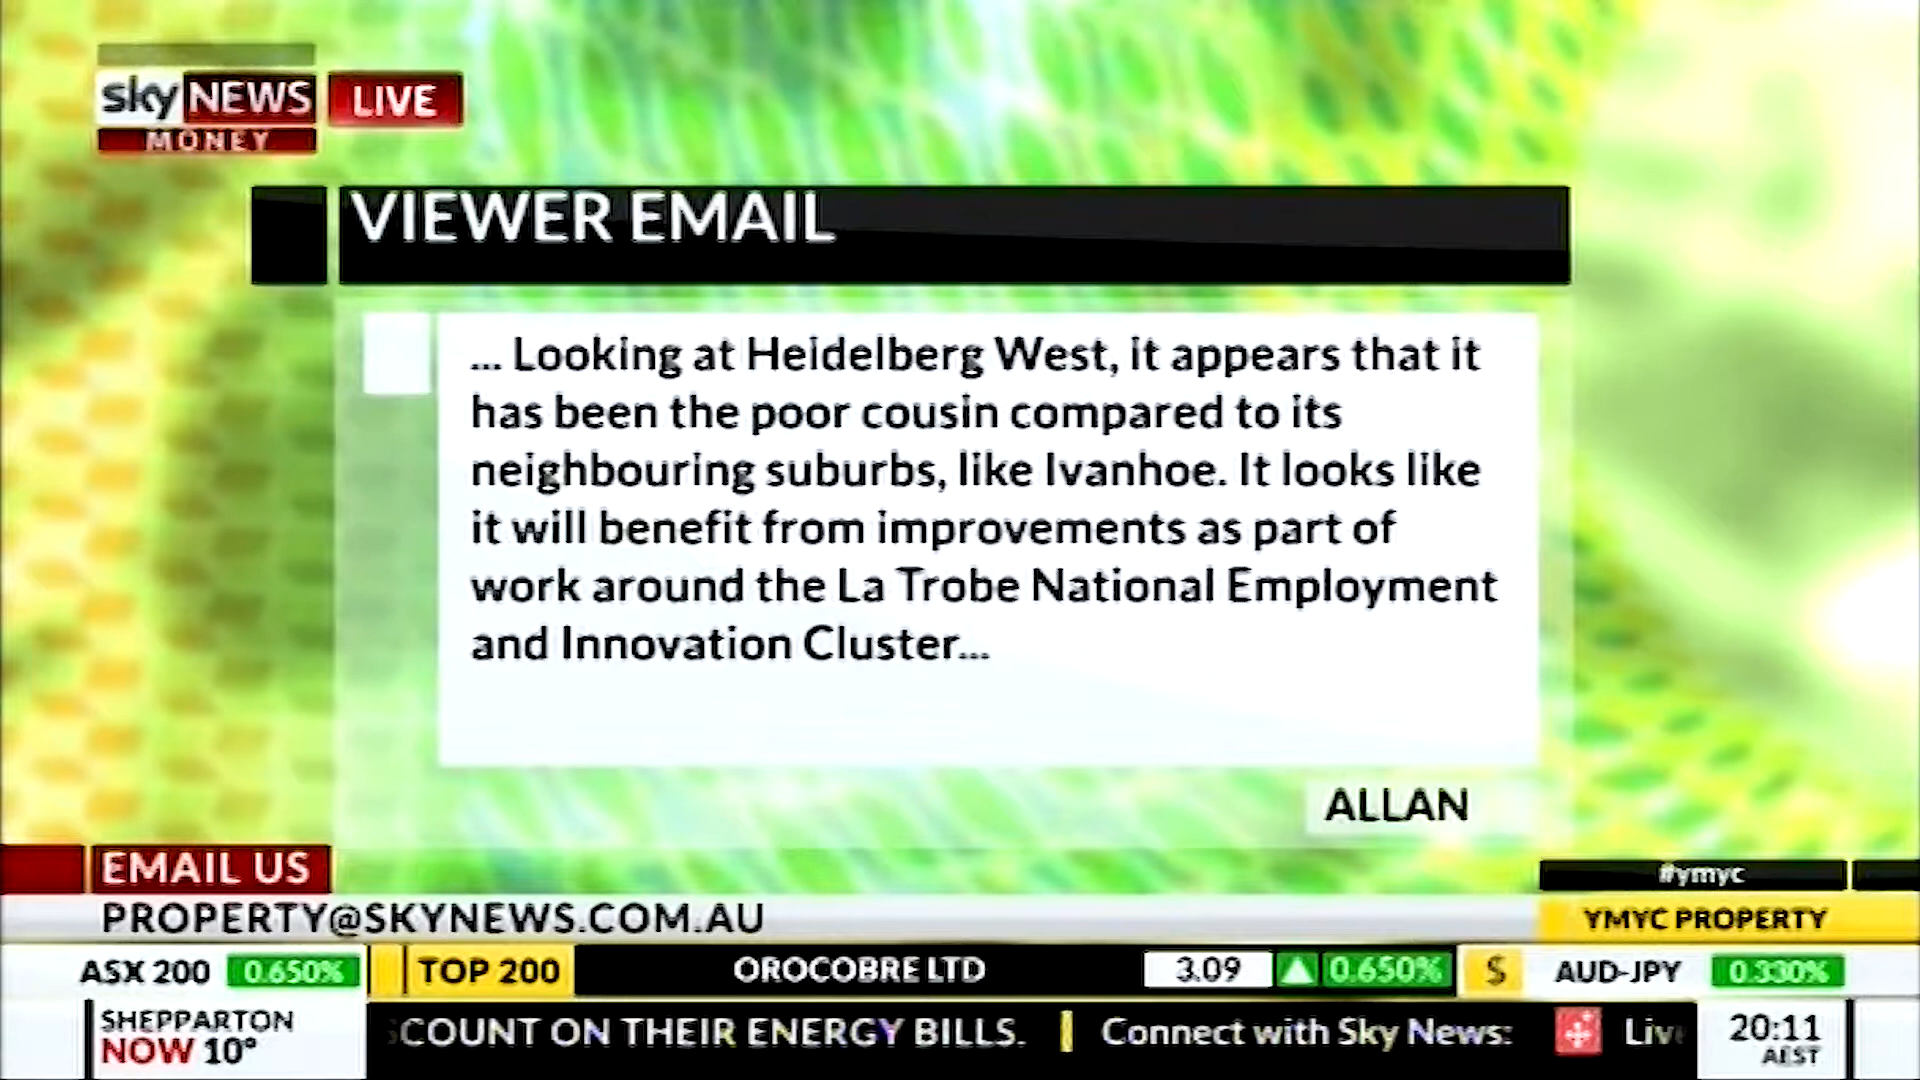 sky NEWS LIVE
MONEY
VIEWER EMAIL
... Looking at Heidelberg West, it appears that it
has been the poor cousin compared to its
neighbouring suburbs, like Ivanhoe. It looks like
it will benefit from improvements as part of
work around the La Trobe National Employment
and Innovation Cluster...
ALLAN
EMAIL US
#ymyc
PROPERTY@SKYNEWS.COM.AU
YMYC PROPERTY
ASX 200 0.650% TOP 200 OROCOBRE LTD 3.09 0.650% $ AUD-JPY 0.330%
SHEPPARTON
NOW 10°
COUNT ON THEIR ENERGY BILLS. Connect with Sky News: Liv
20:11
AEST